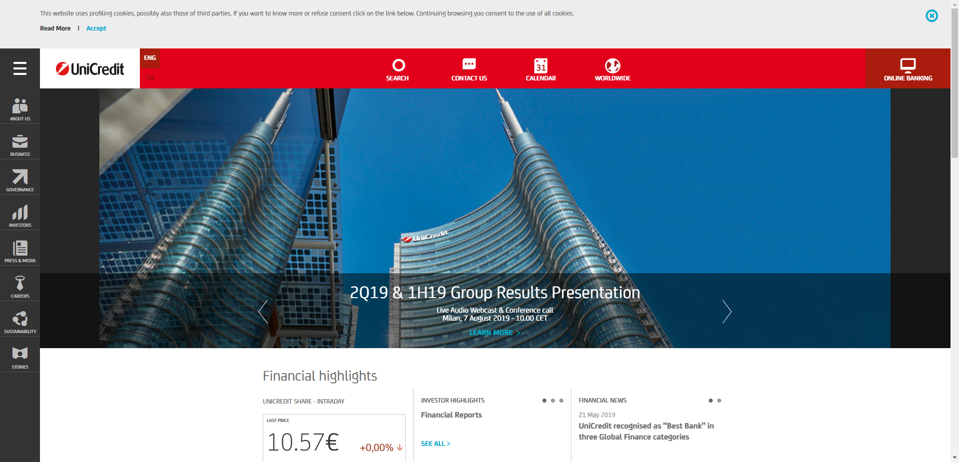 This website uses profiling cookies, possibly also those of third parties. If you want to know more or refuse consent click on the link below. Continuing browsing you consent to the use of all cookies.
Read More | Accept
UniCredit
ENG
ITA
SEARCH
CONTACT US
31
CALENDAR
WORLDWIDE
ONLINE BANKING
ABOUT US
BUSINESS
GOVERNANCE
INVESTORS
PRESS & MEDIA
CAREERS
SUSTAINABILITY
STORIES
UniCredit
2Q19 & 1H19 Group Results Presentation
Live Audio Webcast & Conference call
Milan, 7 August 2019 - 10.00 CET
LEARN MORE >
Financial highlights
UNICREDIT SHARE - INTRADAY
LAST PRICE
10.57€
+0,00% ↓
INVESTOR HIGHLIGHTS
Financial Reports
SEE ALL >
FINANCIAL NEWS
21 May 2019
UniCredit recognised as "Best Bank" in
three Global Finance categories